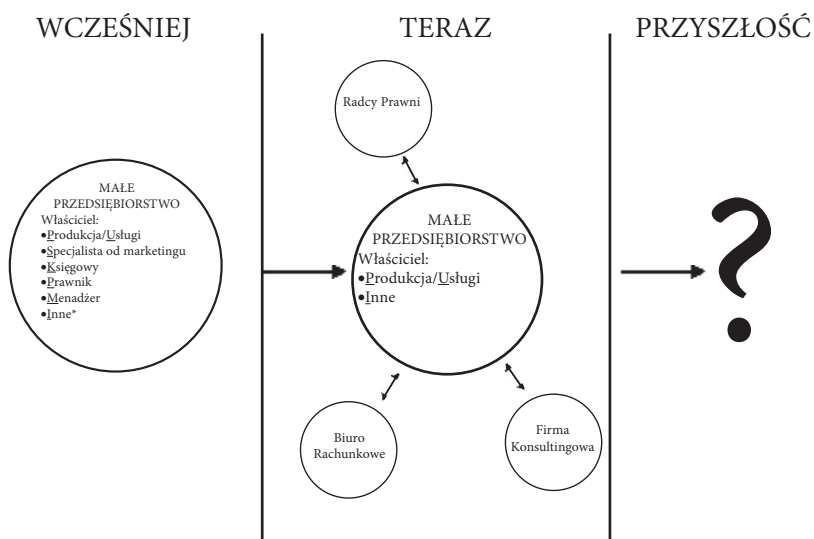 WCZEŚNIEJ
TERAZ
PRZYSZŁOŚĆ
MAŁE
PRZEDSIĘBIORSTWO
Właściciel:
•Produkcja/Usługi
•Specjalista od marketingu
•Księgowy
•Prawnik
•Menadżer
•Inne*
Radcy Prawni
MAŁE
PRZEDSIĘBIORSTWO
Właściciel:
•Produkcja/Usługi
•Inne
Biuro
Rachunkowe
Firma
Konsultingowa
?